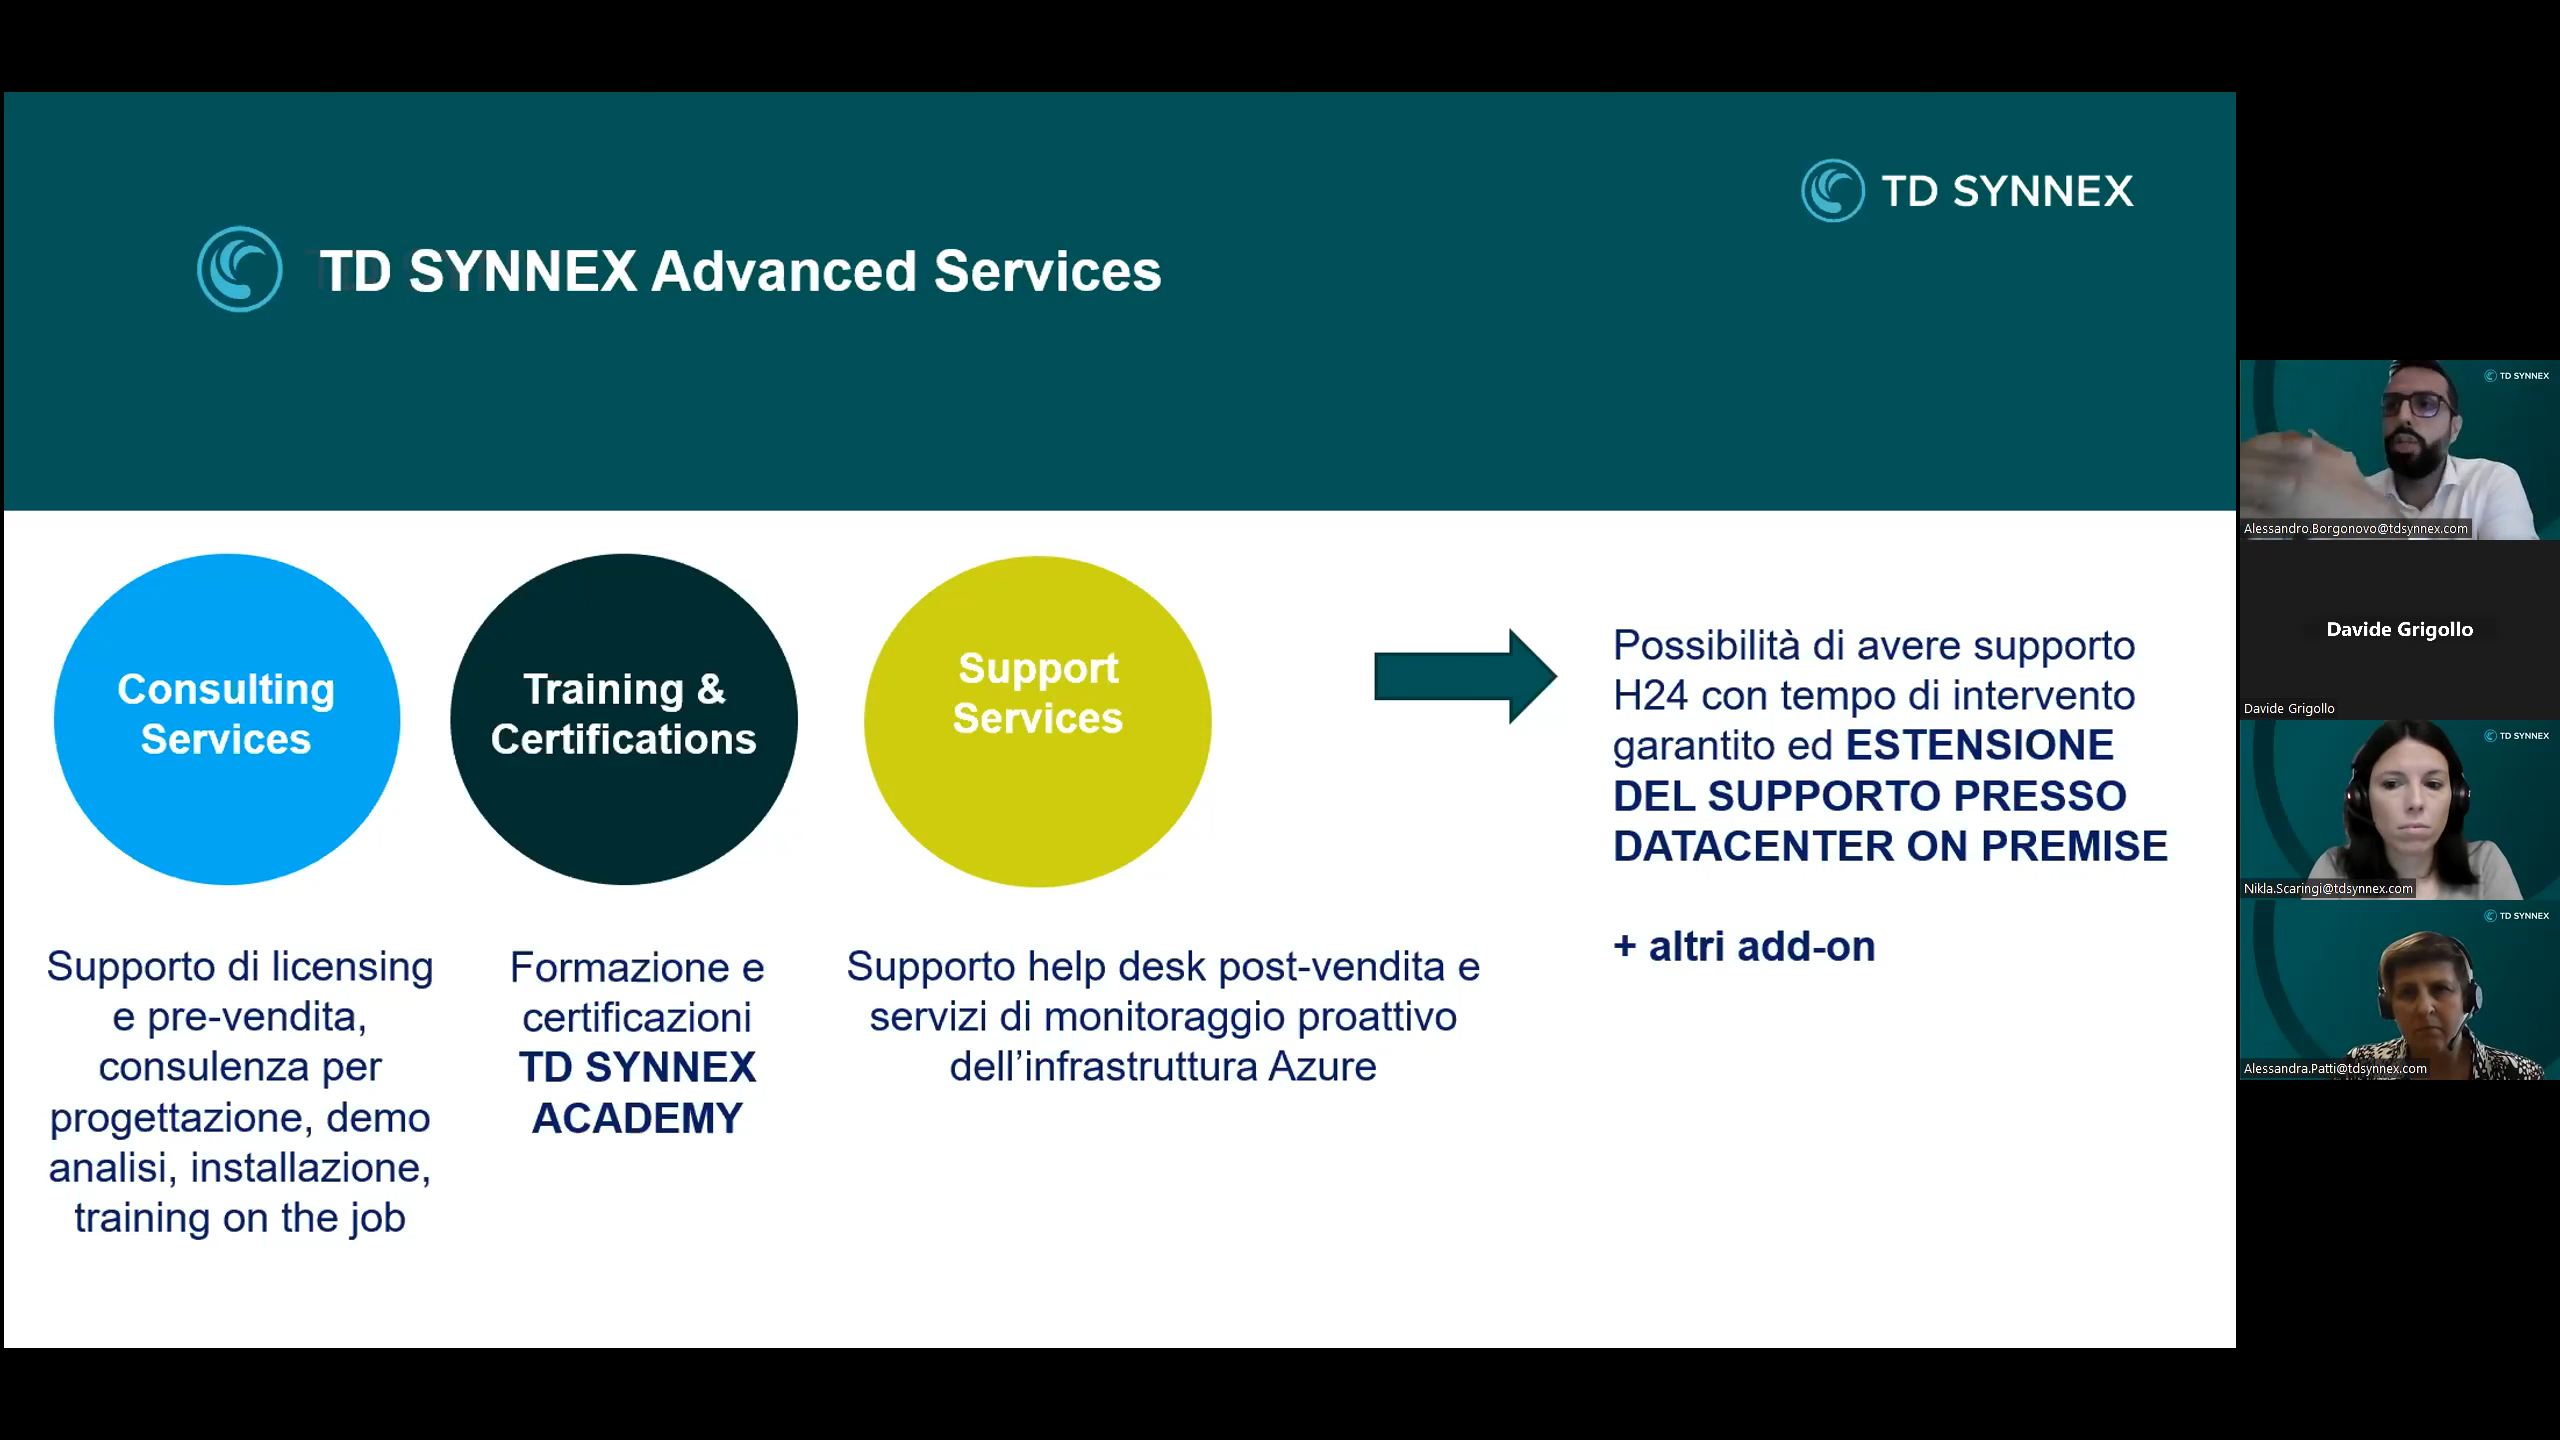 TD SYNNEX
TD SYNNEX Advanced Services
Consulting
Services
Training &
Certifications
Support
Services
Supporto di licensing
e pre-vendita,
consulenza per
progettazione, demo
analisi, installazione,
training on the job
Formazione e
certificazioni
TD SYNNEX
ACADEMY
Supporto help desk post-vendita e
servizi di monitoraggio proattivo
dell’infrastruttura Azure
Possibilità di avere supporto
H24 con tempo di intervento
garantito ed ESTENSIONE
DEL SUPPORTO PRESSO
DATACENTER ON PREMISE
+ altri add-on
TD SYNNEX
Alessandro.Borgonovo@tdsynnex.com
Davide Grigollo
Davide Grigollo
TD SYNNEX
Nikla.Scaringi@tdsynnex.com
TD SYNNEX
Alessandra.Patti@tdsynnex.com